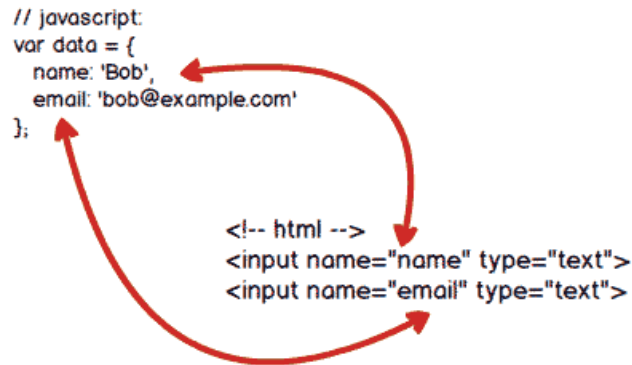 // javascript:
var data = {
name: 'Bob',
email: 'bob@example.com'
};
<!-- html -->
<input name="name" type="text">
<input name="email" type="text">